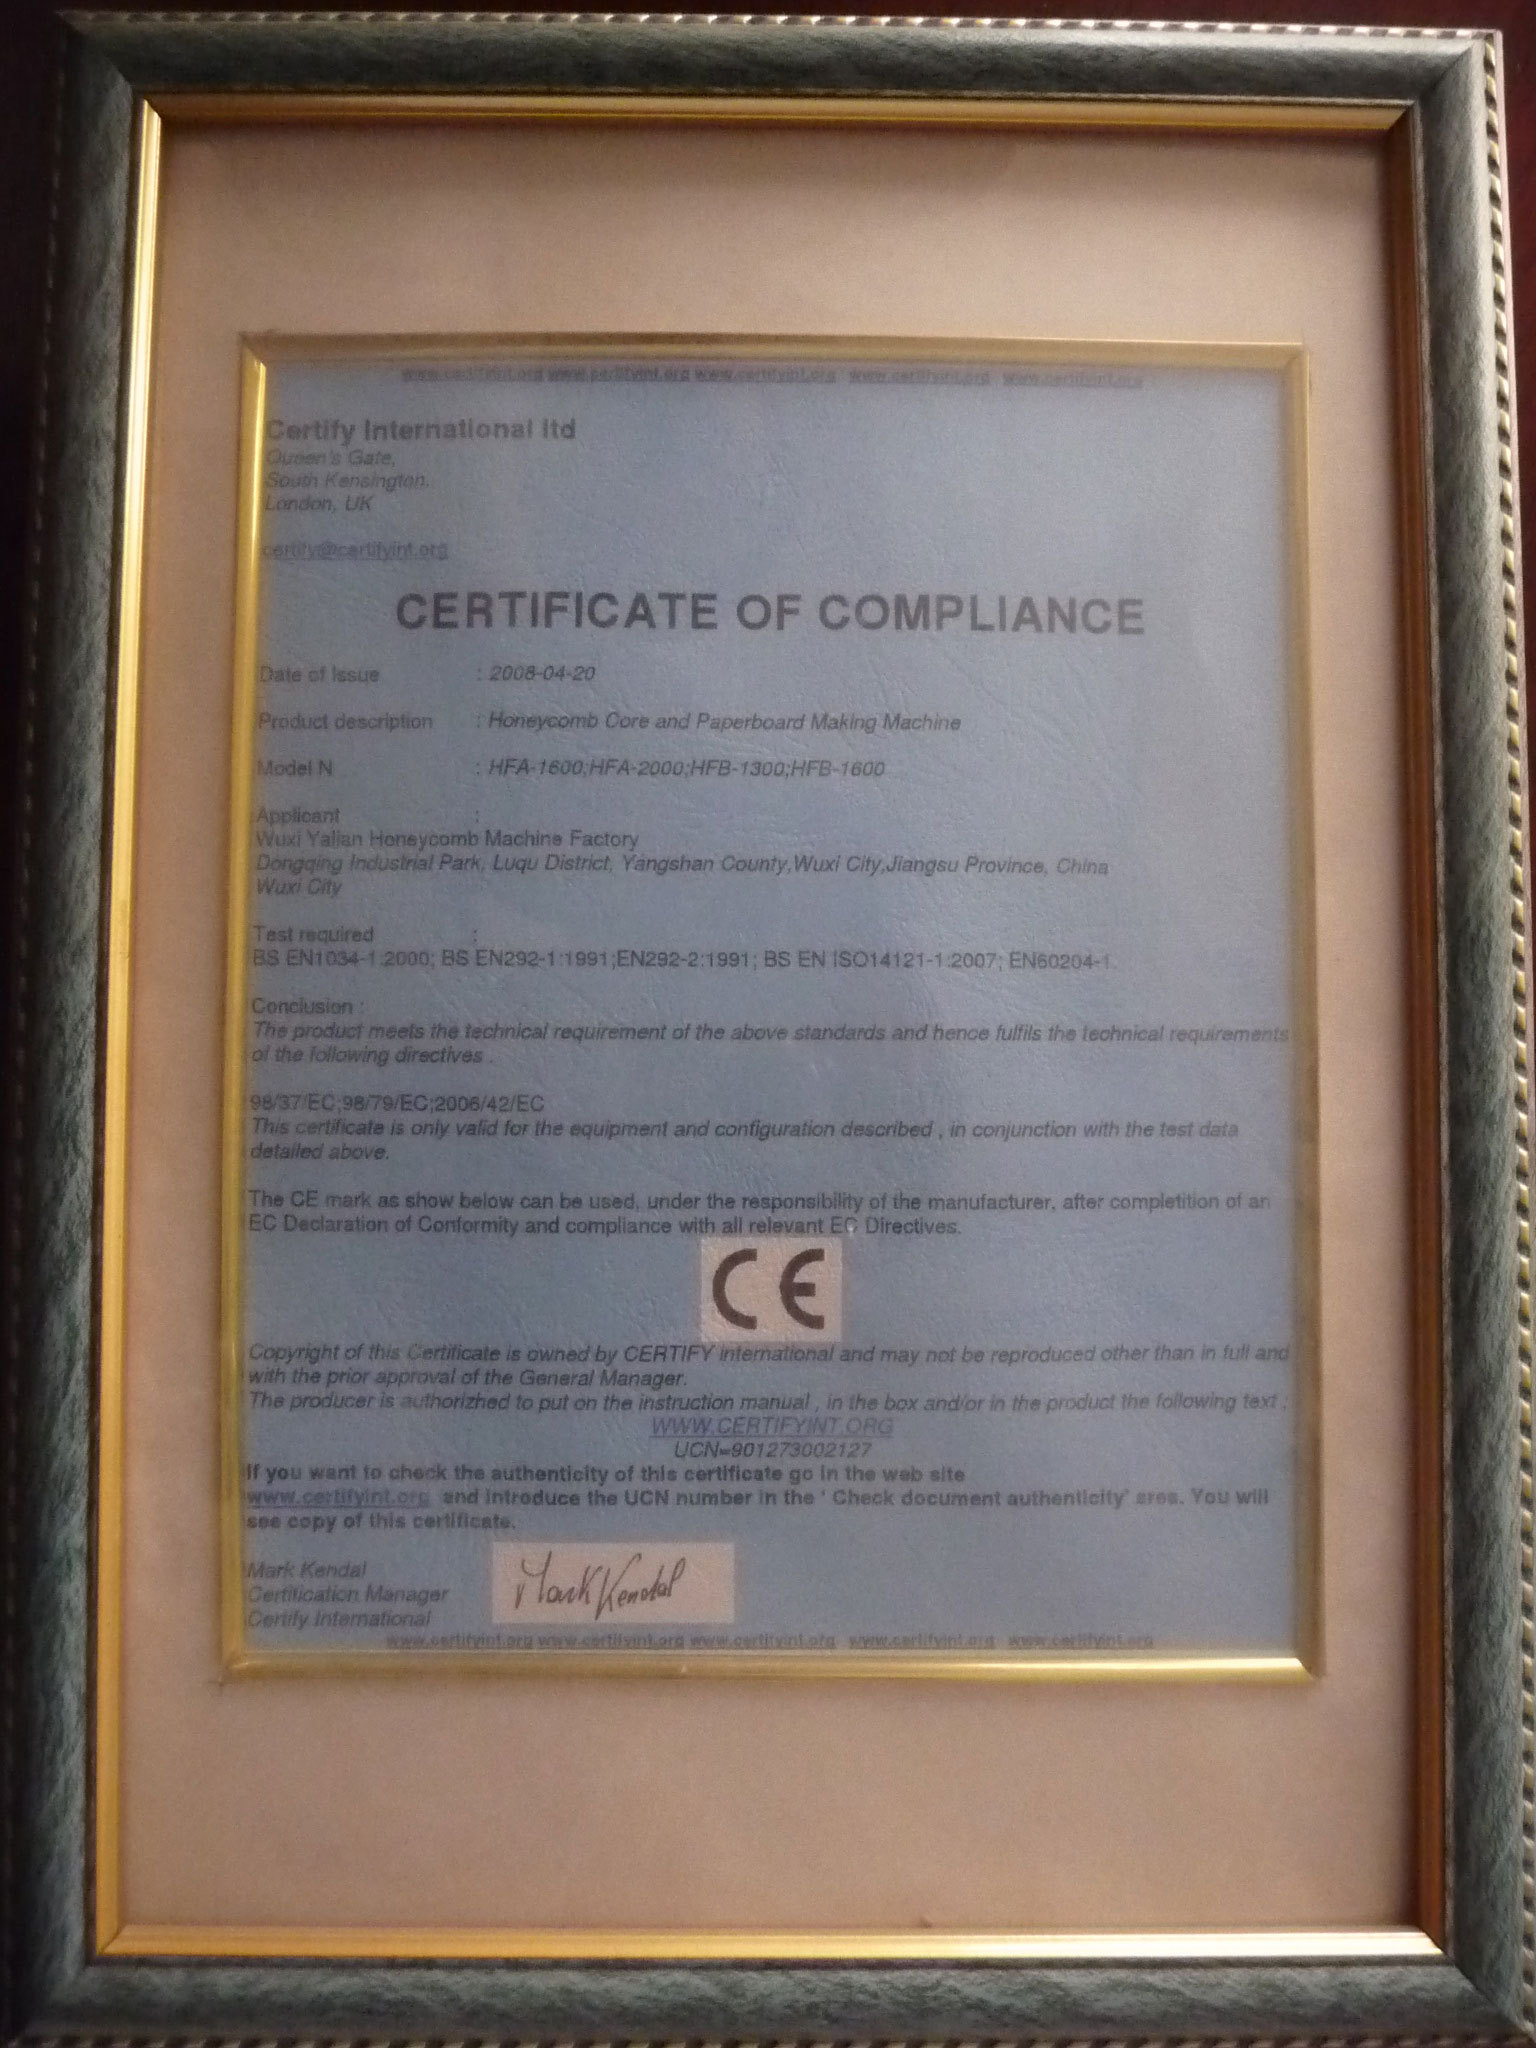 www.certifyint.org www.certifyint.org www.certifyint.org www.certifyint.org www.certifyint.org
Certify International ltd
Queen's Gate,
South Kensington,
London, UK
certify@certifyint.org
CERTIFICATE OF COMPLIANCE
Date of Issue : 2008-04-20
Product description : Honeycomb Core and Paperboard Making Machine
Model N : HFA-1600;HFA-2000;HFB-1300;HFB-1600
Applicant :
Wuxi Yalian Honeycomb Machine Factory
Dongqing Industrial Park, Luqu District, Yangshan County,Wuxi City,Jiangsu Province, China
Wuxi City
Test required :
BS EN1034-1:2000; BS EN292-1:1991;EN292-2:1991; BS EN ISO14121-1:2007; EN60204-1.
Conclusion :
The product meets the technical requirement of the above standards and hence fulfils the technical requirements
of the following directives .
98/37/EC;98/79/EC;2006/42/EC
This certificate is only valid for the equipment and configuration described , in conjunction with the test data
detailed above.
The CE mark as show below can be used, under the responsibility of the manufacturer, after completition of an
EC Declaration of Conformity and compliance with all relevant EC Directives.
CE
Copyright of this Certificate is owned by CERTIFY international and may not be reproduced other than in full and
with the prior approval of the General Manager.
The producer is authorizhed to put on the instruction manual , in the box and/or in the product the following text :
WWW.CERTIFYINT.ORG
UCN=901273002127
If you want to check the authenticity of this certificate go in the web site
www.certifyint.org and introduce the UCN number in the ' Check document authenticity' area. You will
see copy of this certificate.
Mark Kendal
Certification Manager
Certify International
Mark Kendal
www.certifyint.org www.certifyint.org www.certifyint.org www.certifyint.org www.certifyint.org